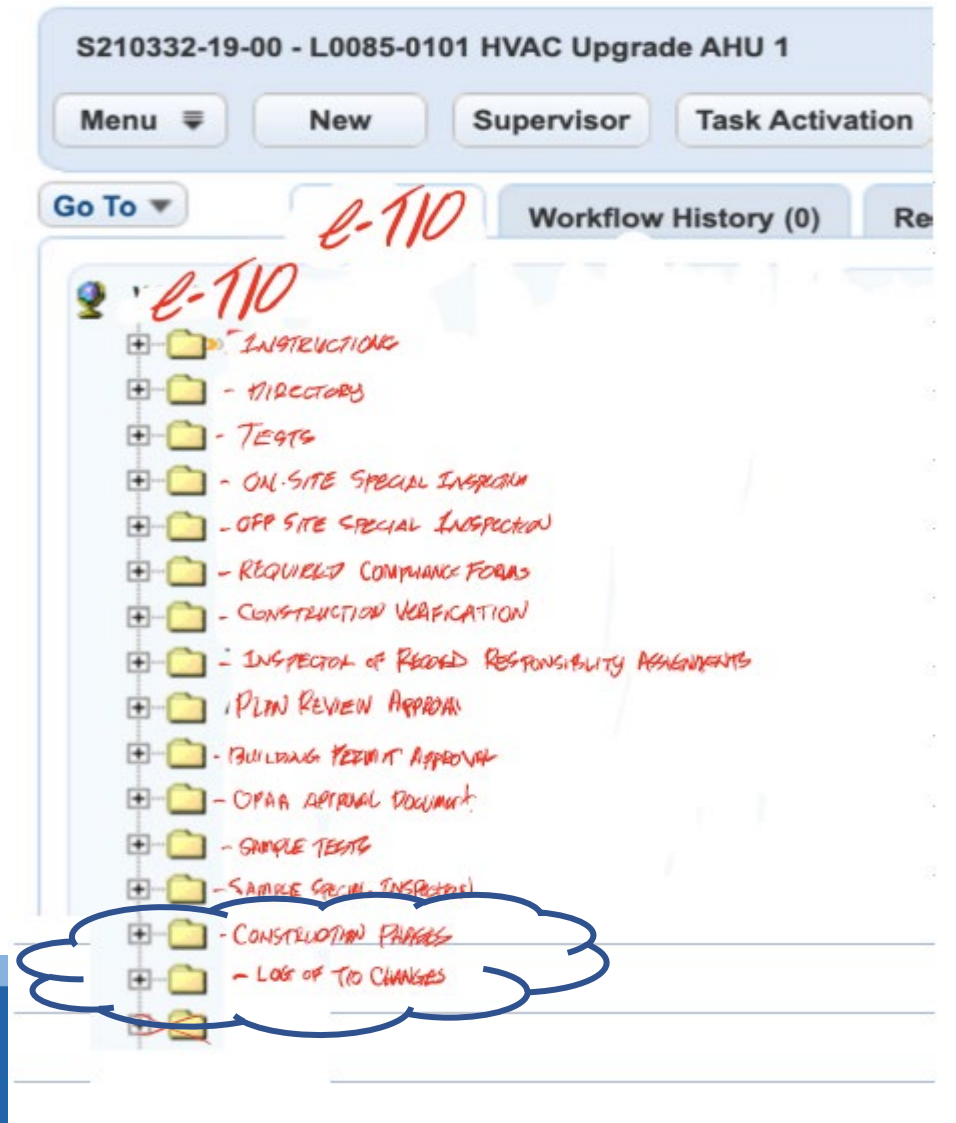 S210332-19-00 - L0085-0101 HVAC Upgrade AHU 1
Menu New Supervisor Task Activation
Go To e-TIO Workflow History (0) Re
e-TIO
- INSTRUCTIONS
- DIRECTORY
- TESTS
- ON-SITE SPECIAL INSPECTION
- OFF SITE SPECIAL INSPECTION
- REQUIRED COMPLIANCE FORMS
- CONSTRUCTION VERIFICATION
- INSPECTOR OF RECORD RESPONSIBLITY ASSIGNMENTS
PLAN REVIEW APPROVAL
- BUILDING PERMIT APPROVAL
- OPAA APPROVAL DOCUMENT
- SAMPLE TESTS
- SAMPLE SPECIAL INSPECTION
- CONSTRUCTION PHASES
- LOG OF TIO CHANGES